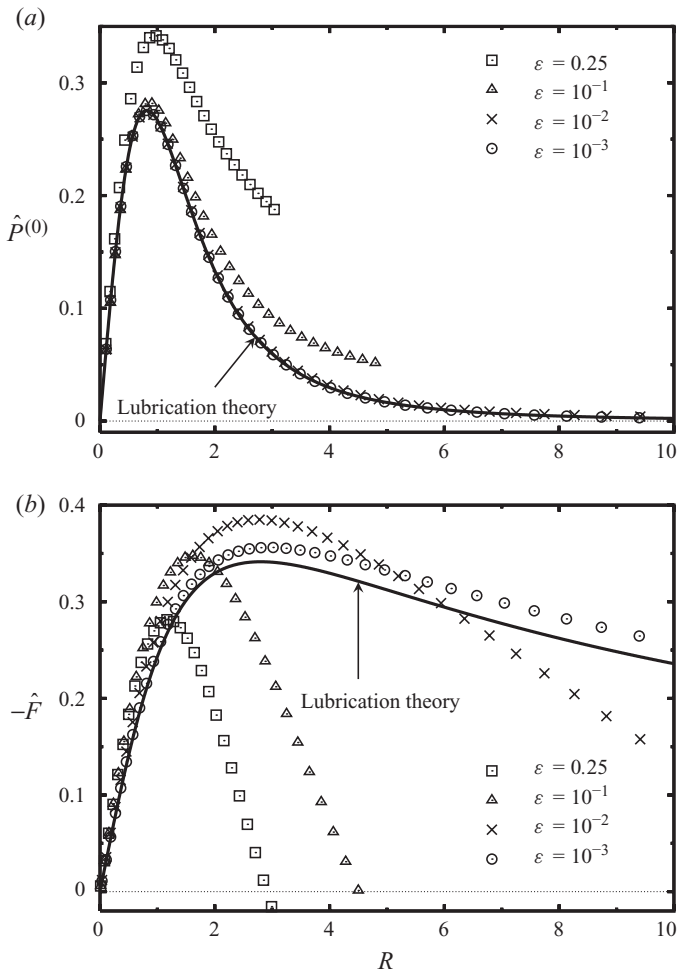 (a)
0.3
0.2
0.1
0
P̂⁽⁰⁾
ε = 0.25
ε = 10⁻¹
ε = 10⁻²
ε = 10⁻³
Lubrication theory
0 2 4 6 8 10
(b)
0.4
0.3
0.2
0.1
0
−F̂
Lubrication theory
ε = 0.25
ε = 10⁻¹
ε = 10⁻²
ε = 10⁻³
0 2 4 6 8 10
R